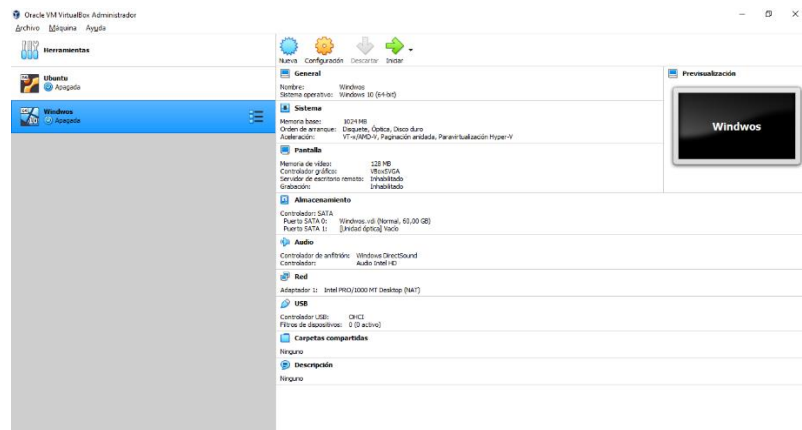 Oracle VM VirtualBox Administrador
Archivo Máquina Ayuda
Herramientas
Ubuntu
Apagada
Windwos
Apagada
Nueva Configuración Descartar Iniciar
General
Nombre: Windwos
Sistema operativo: Windows 10 (64-bit)
Sistema
Memoria base: 1024 MB
Orden de arranque: Disquete, Óptica, Disco duro
Aceleración: VT-x/AMD-V, Paginación anidada, Paravirtualización Hyper-V
Pantalla
Memoria de vídeo: 128 MB
Controlador gráfico: VBoxSVGA
Servidor de escritorio remoto: Inhabilitado
Grabación: Inhabilitado
Almacenamiento
Controlador: SATA
Puerto SATA 0: Windwos.vdi (Normal, 60,00 GB)
Puerto SATA 1: [Unidad óptica] Vacío
Audio
Controlador de anfitrión: Windows DirectSound
Controlador: Audio Intel HD
Red
Adaptador 1: Intel PRO/1000 MT Desktop (NAT)
USB
Controlador USB: OHCI
Filtros de dispositivos: 0 (0 activo)
Carpetas compartidas
Ninguno
Descripción
Ninguno
Previsualización
Windwos